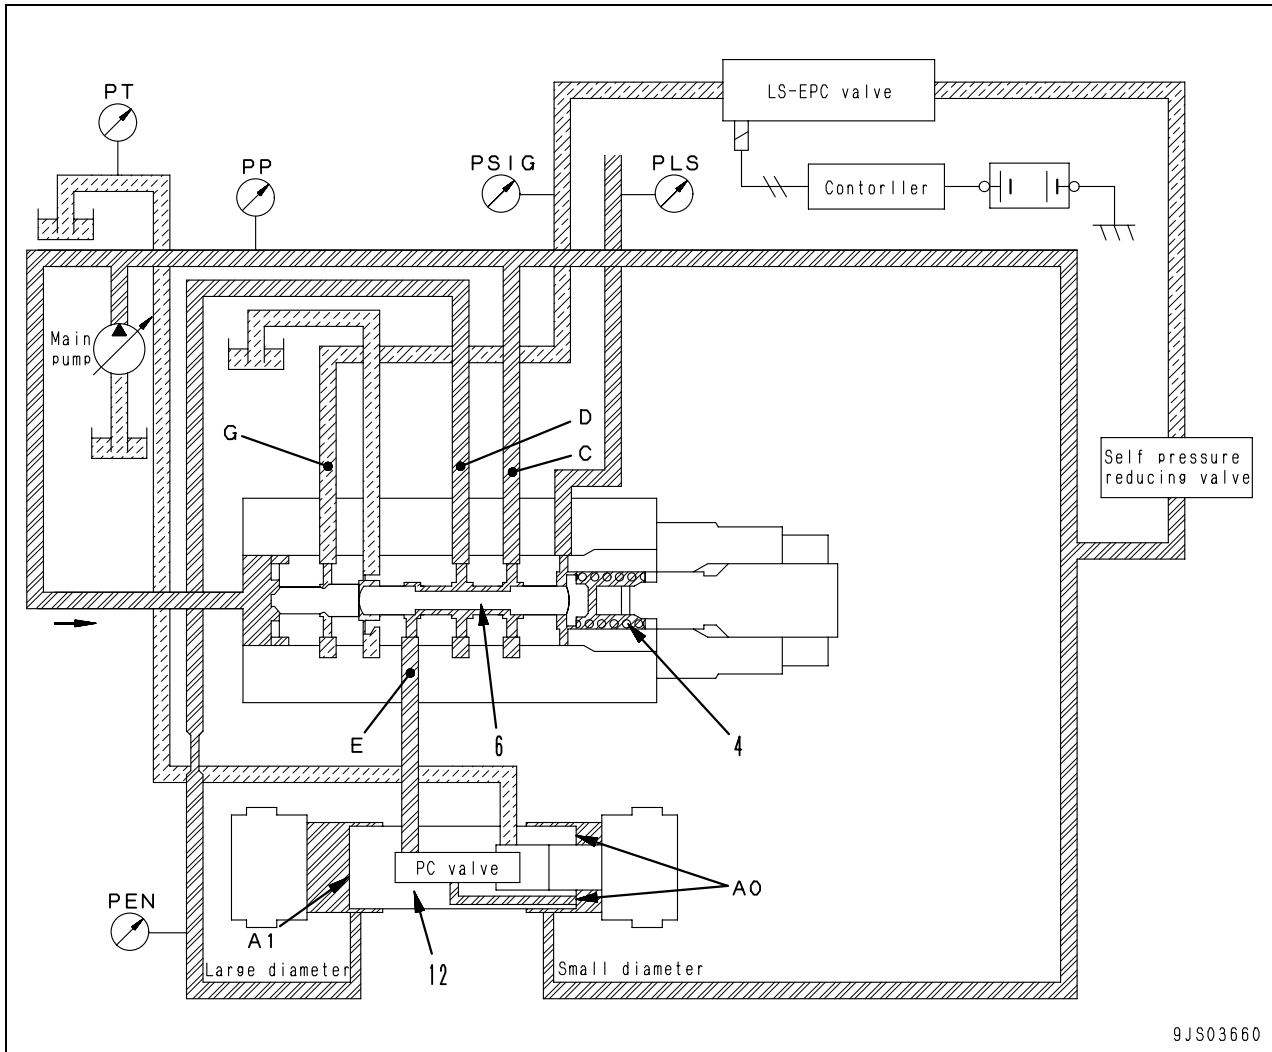 PT
LS-EPC valve
PP
PSIG
PLS
Contorller
Main
pump
G
D
C
Self pressure
reducing valve
E
6
4
PC valve
A0
PEN
A1
12
Large diameter
Small diameter
9JS03660